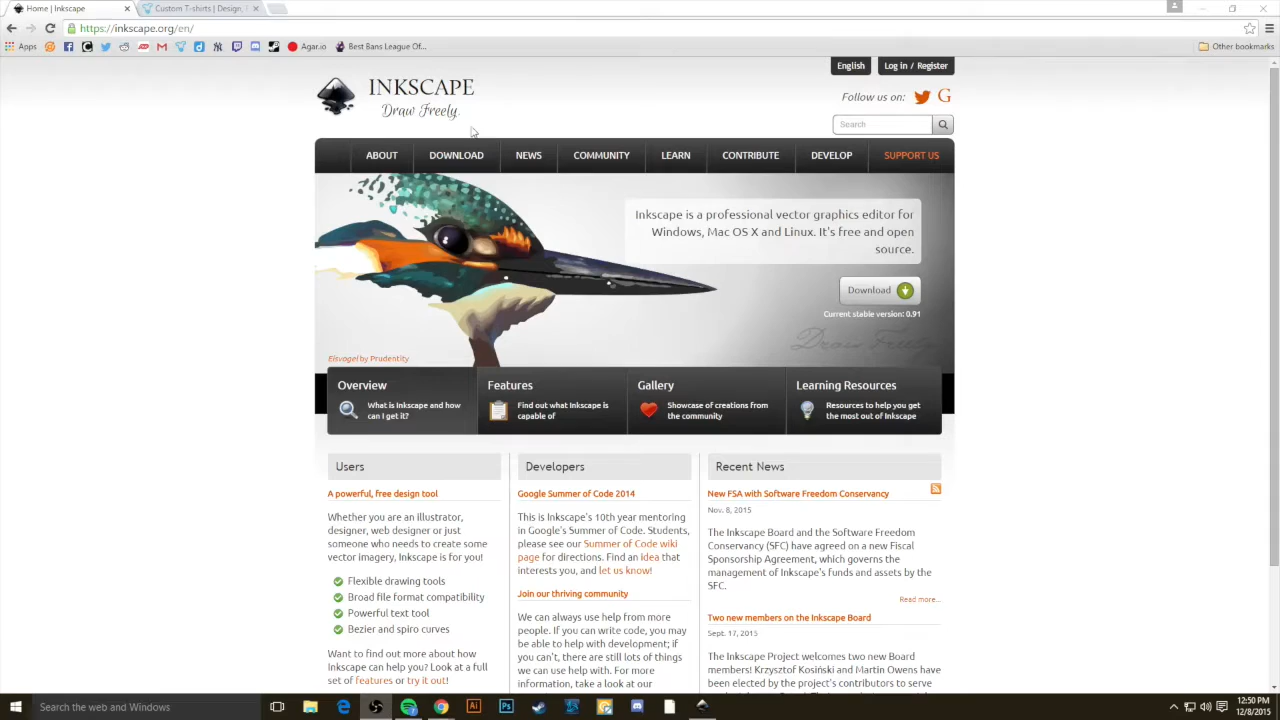 Home | Inkscape
Custom T-shirts | Design,
https://inkscape.org/en/
Apps
Agar.io
Best Bans League Of...
Other bookmarks
English
Log in / Register
INKSCAPE
Draw Freely.
Follow us on:
Search
ABOUT
DOWNLOAD
NEWS
COMMUNITY
LEARN
CONTRIBUTE
DEVELOP
SUPPORT US
Inkscape is a professional vector graphics editor for
Windows, Mac OS X and Linux. It's free and open
source.
Download
Current stable version: 0.91
Draw Freely
Eisvogel by Prudentity
Overview
What is Inkscape and how
can I get it?
Features
Find out what Inkscape is
capable of
Gallery
Showcase of creations from
the community
Learning Resources
Resources to help you get
the most out of Inkscape
Users
A powerful, free design tool
Whether you are an illustrator,
designer, web designer or just
someone who needs to create some
vector imagery, Inkscape is for you!
Flexible drawing tools
Broad file format compatibility
Powerful text tool
Bezier and spiro curves
Want to find out more about how
Inkscape can help you? Look at a full
set of features or try it out!
Developers
Google Summer of Code 2014
This is Inkscape's 10th year mentoring
in Google's Summer of Code. Students,
please see our Summer of Code wiki
page for directions. Find an idea that
interests you, and let us know!
Join our thriving community
We can always use help from more
people. If you can write code, you may
be able to help with development; if
you can't, there are still lots of things
we can use help with. For more
information, take a look at our
Recent News
New FSA with Software Freedom Conservancy
Nov. 8, 2015
The Inkscape Board and the Software Freedom
Conservancy (SFC) have agreed on a new Fiscal
Sponsorship Agreement, which governs the
management of Inkscape's funds and assets by the
SFC.
Read more...
Two new members on the Inkscape Board
Sept. 17, 2015
The Inkscape Project welcomes two new Board
members! Krzysztof Kosiński and Martin Owens have
been elected by the project's contributors to serve
Search the web and Windows
Ai
Ps
12:50 PM
12/8/2015